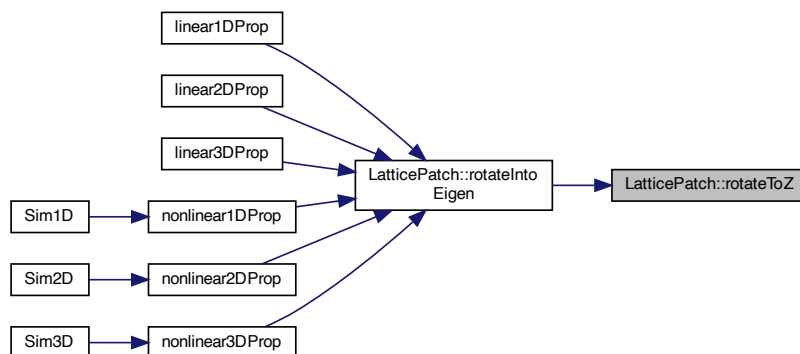 linear1DProp
linear2DProp
linear3DProp
LatticePatch::rotateInto
Eigen
LatticePatch::rotateToZ
Sim1D
nonlinear1DProp
Sim2D
nonlinear2DProp
Sim3D
nonlinear3DProp